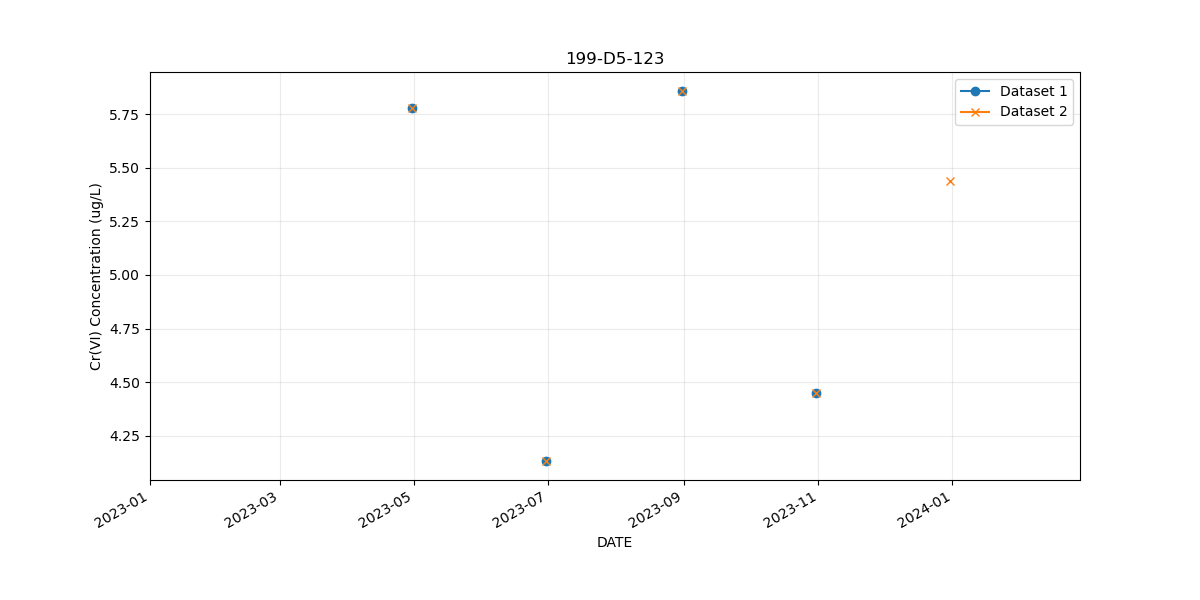 199-D5-123
Dataset 1
Dataset 2
Cr(VI) Concentration (ug/L)
5.75
5.50
5.25
5.00
4.75
4.50
4.25
2023-01
2023-03
2023-05
2023-07
2023-09
2023-11
2024-01
DATE